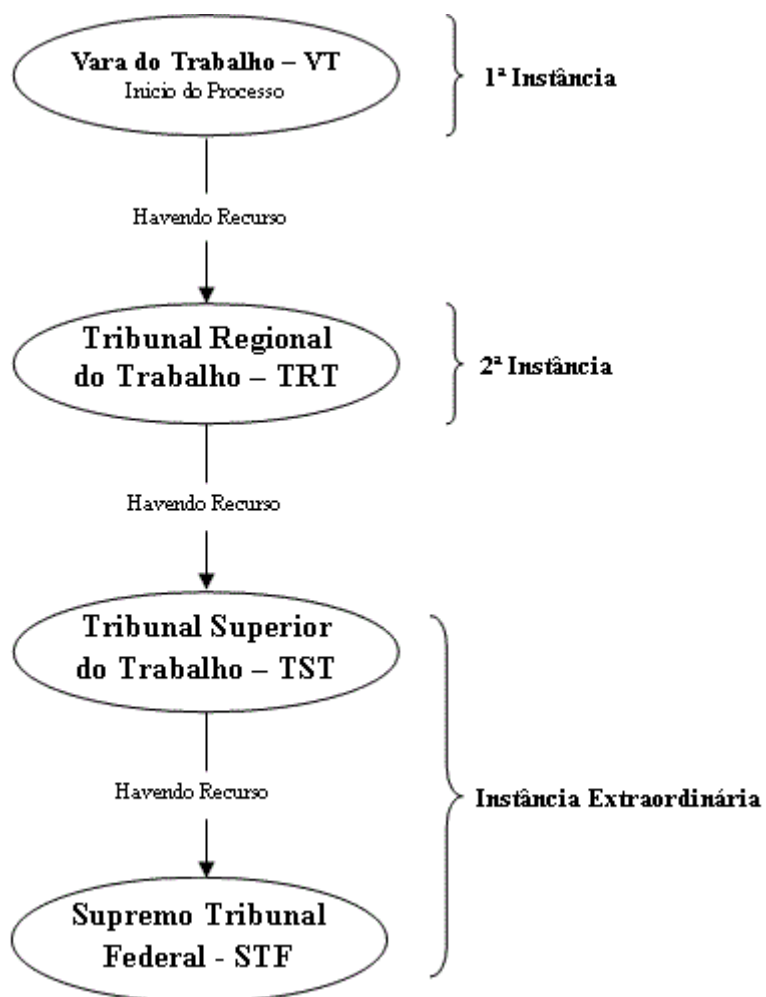 Vara do Trabalho – VT
Inicio do Processo
1ª Instância
Havendo Recurso
Tribunal Regional
do Trabalho – TRT
2ª Instância
Havendo Recurso
Tribunal Superior
do Trabalho – TST
Havendo Recurso
Instância Extraordinária
Supremo Tribunal
Federal - STF